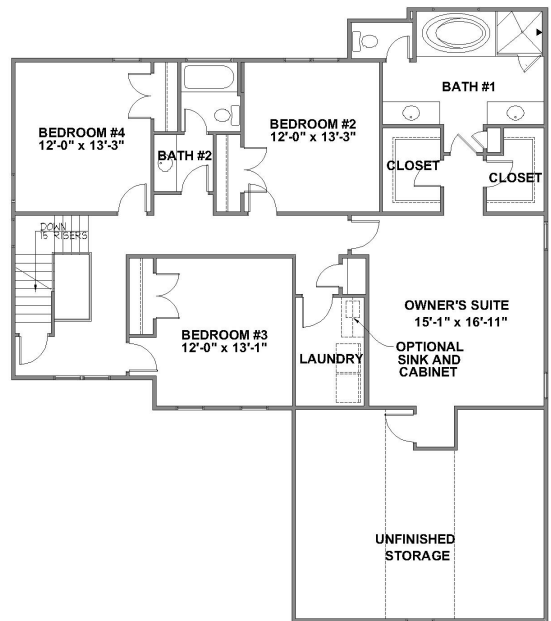 BATH #1
BEDROOM #4
12'-0" x 13'-3"
BEDROOM #2
12'-0" x 13'-3"
BATH #2
CLOSET
CLOSET
DOWN
15 RISERS
OWNER'S SUITE
15'-1" x 16'-11"
BEDROOM #3
12'-0" x 13'-1"
LAUNDRY
OPTIONAL
SINK AND
CABINET
UNFINISHED
STORAGE